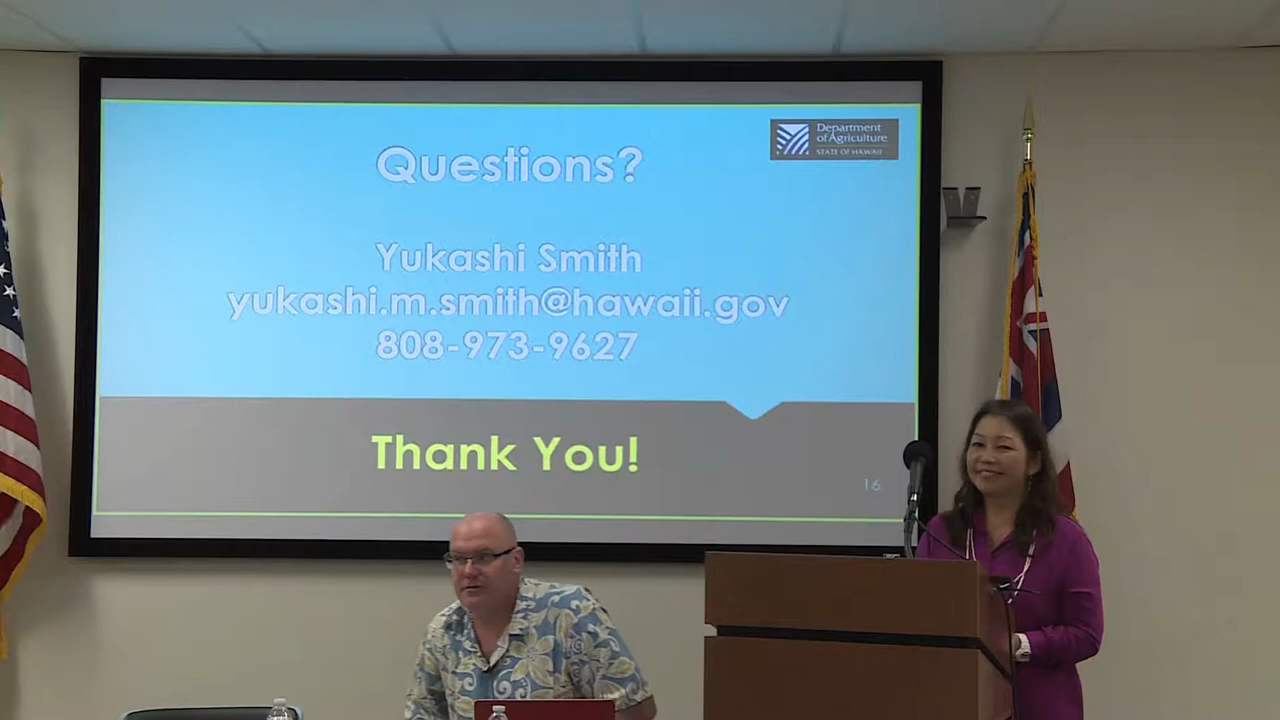 Department
of Agriculture
STATE OF HAWAII
Questions?
Yukashi Smith
yukashi.m.smith@hawaii.gov
808-973-9627
Thank You!
16